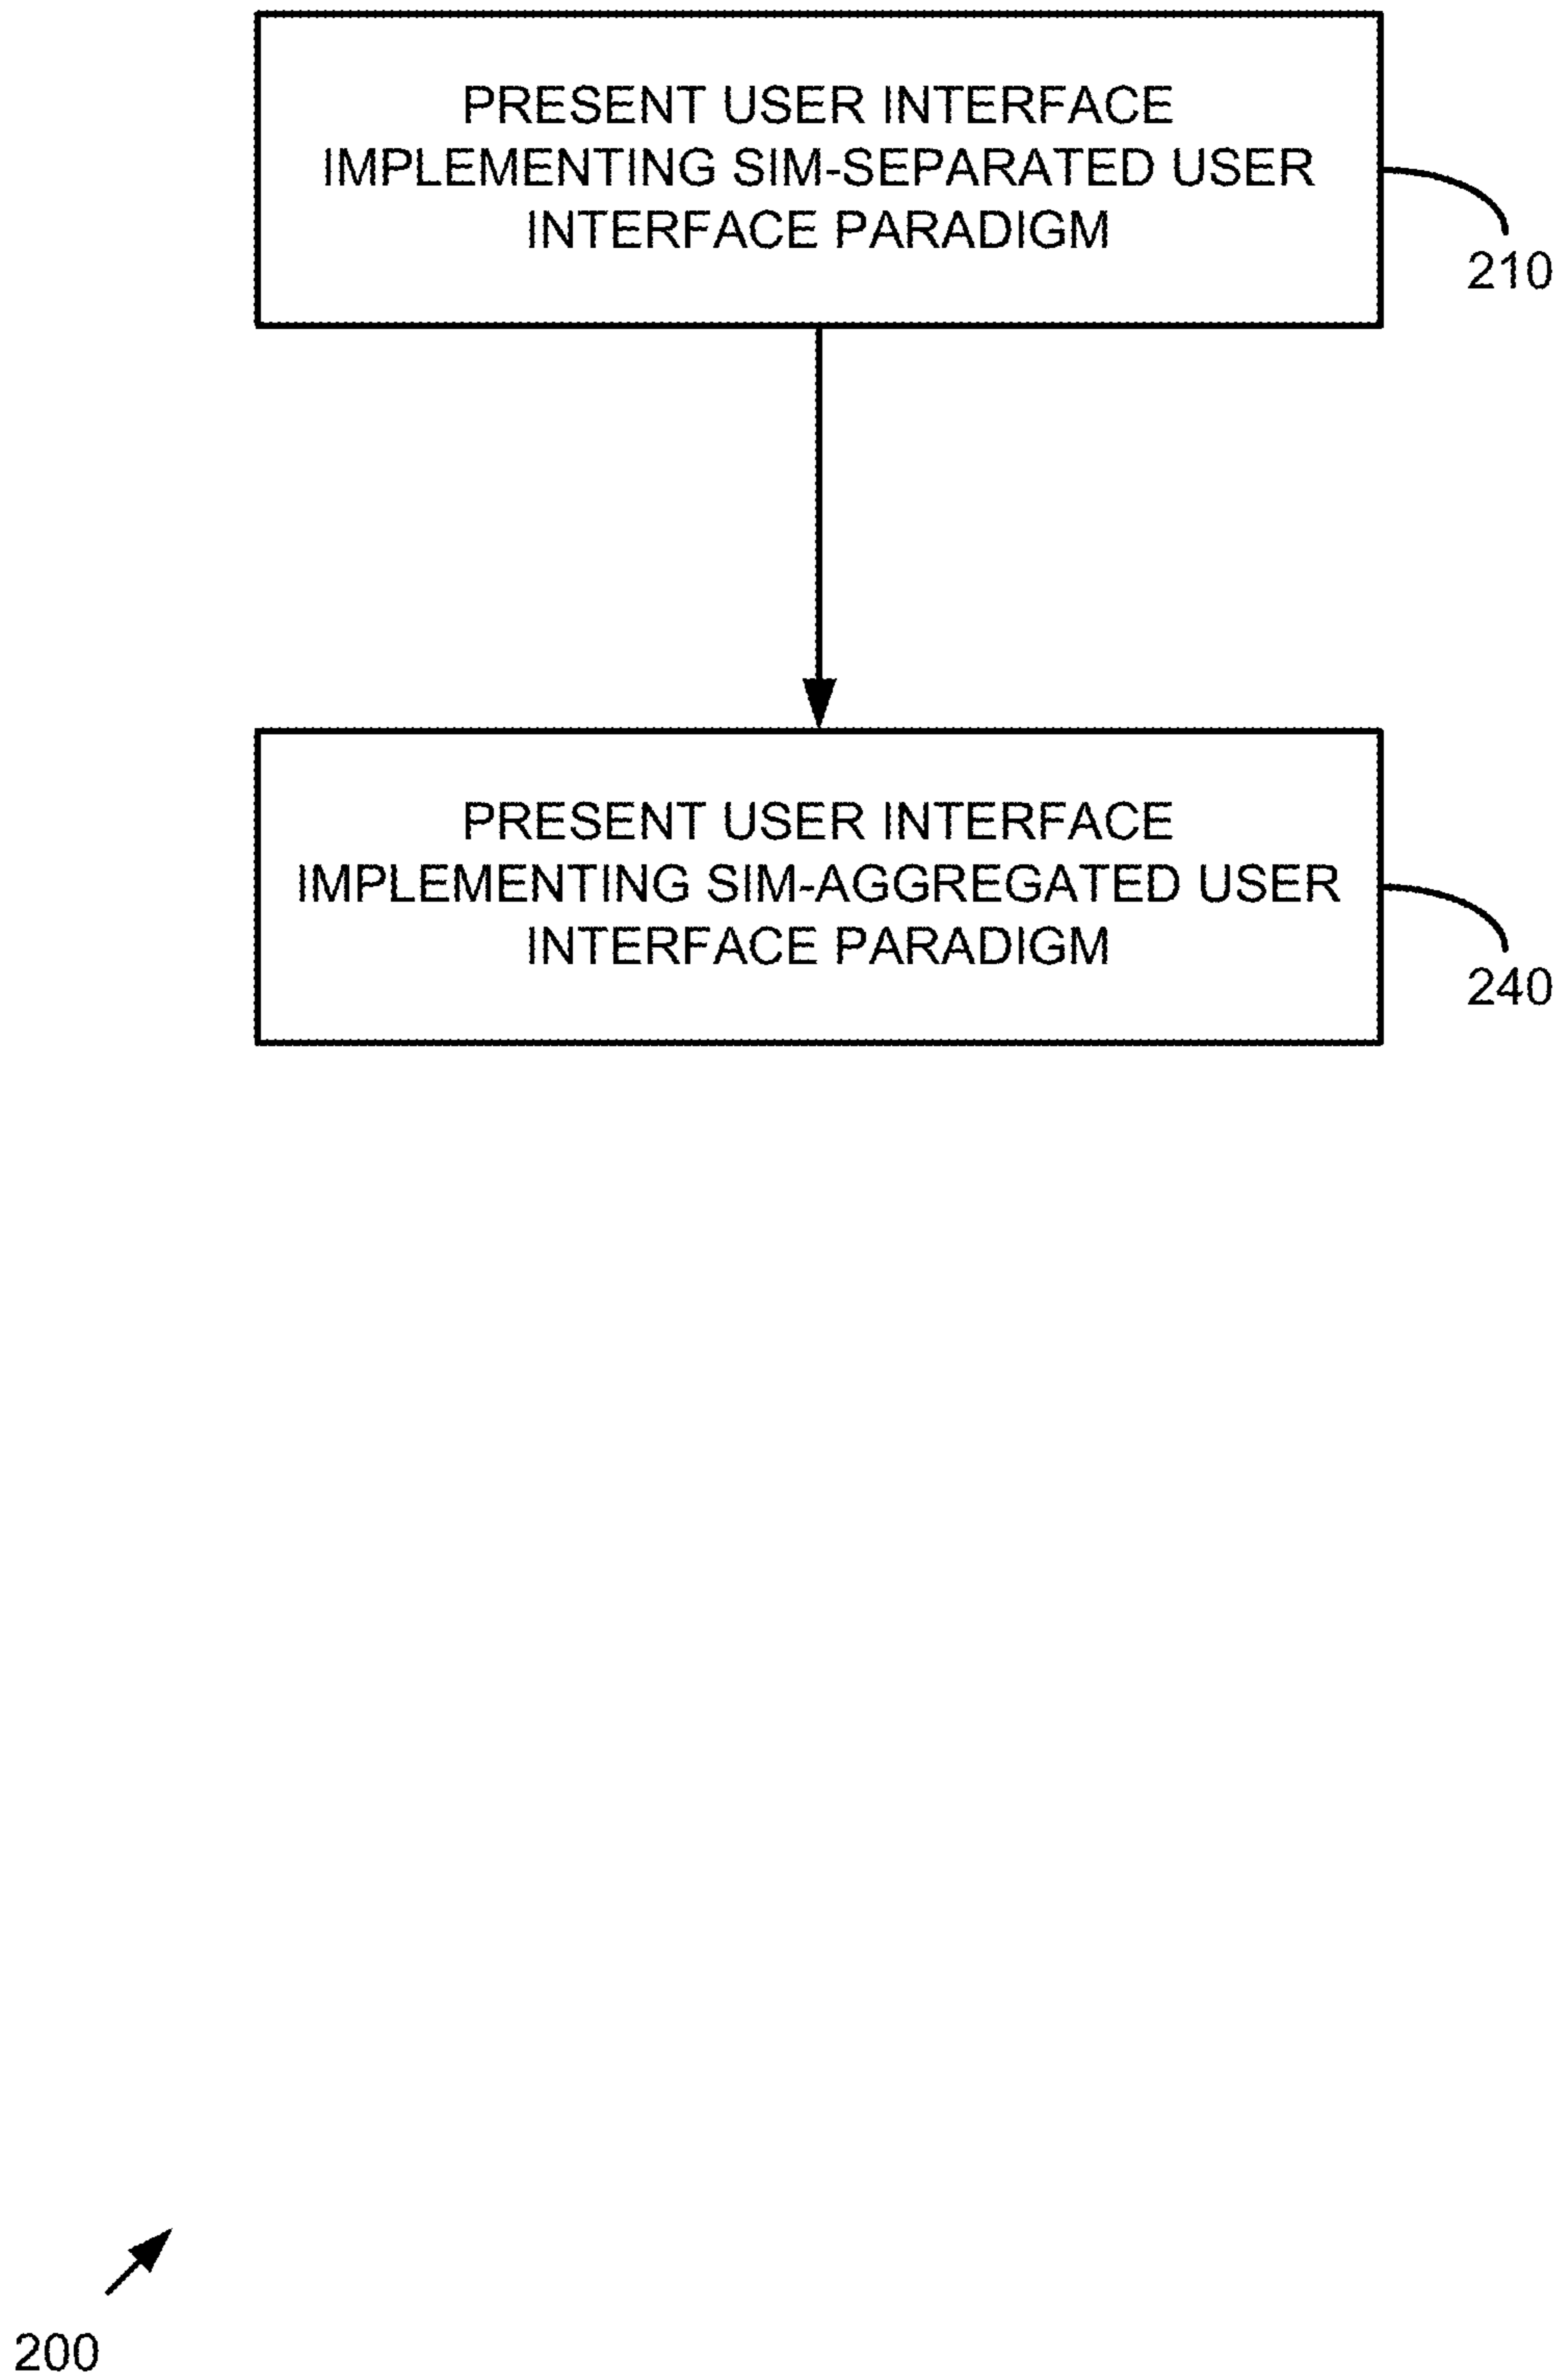 PRESENT USER INTERFACE
IMPLEMENTING SIM-SEPARATED USER
INTERFACE PARADIGM
210
PRESENT USER INTERFACE
IMPLEMENTING SIM-AGGREGATED USER
INTERFACE PARADIGM
240
200